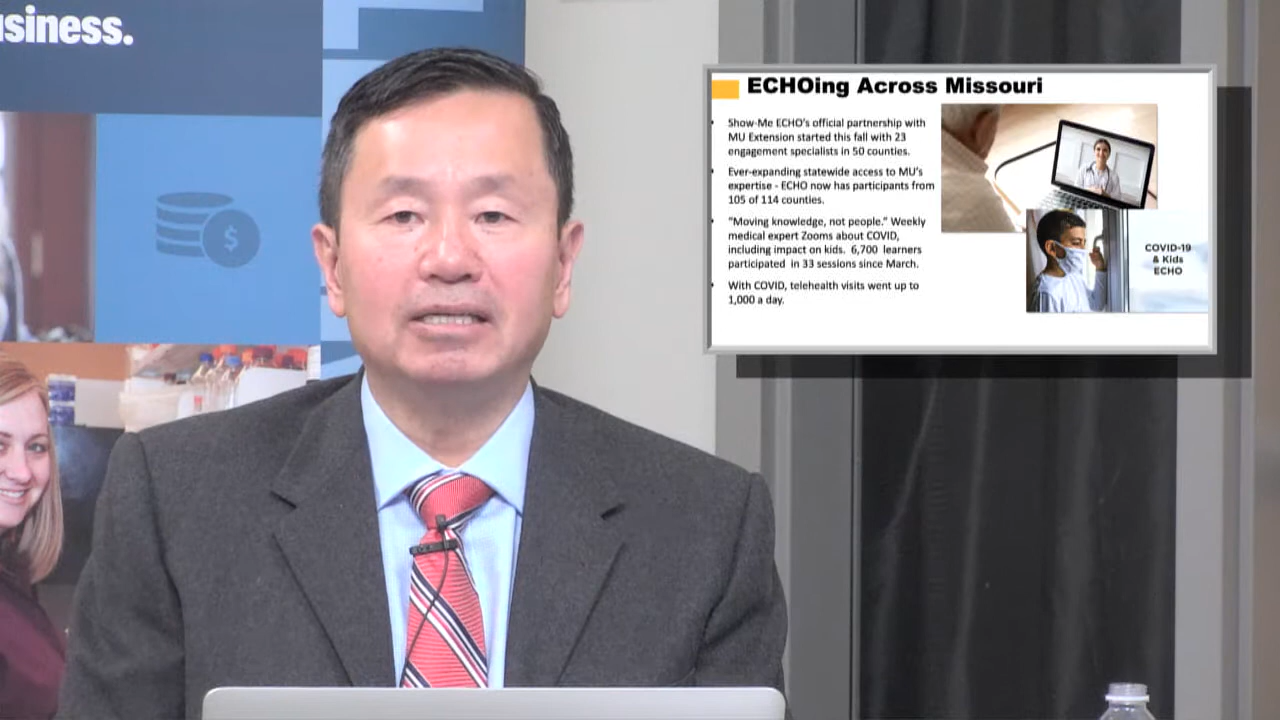 usiness.
$
ECHOing Across Missouri
Show-Me ECHO's official partnership with
MU Extension started this fall with 23
engagement specialists in 50 counties.
Ever-expanding statewide access to MU's
expertise - ECHO now has participants from
105 of 114 counties.
"Moving knowledge, not people." Weekly
medical expert Zooms about COVID,
including impact on kids. 6,700 learners
participated in 33 sessions since March.
With COVID, telehealth visits went up to
1,000 a day.
COVID-19
& Kids
ECHO